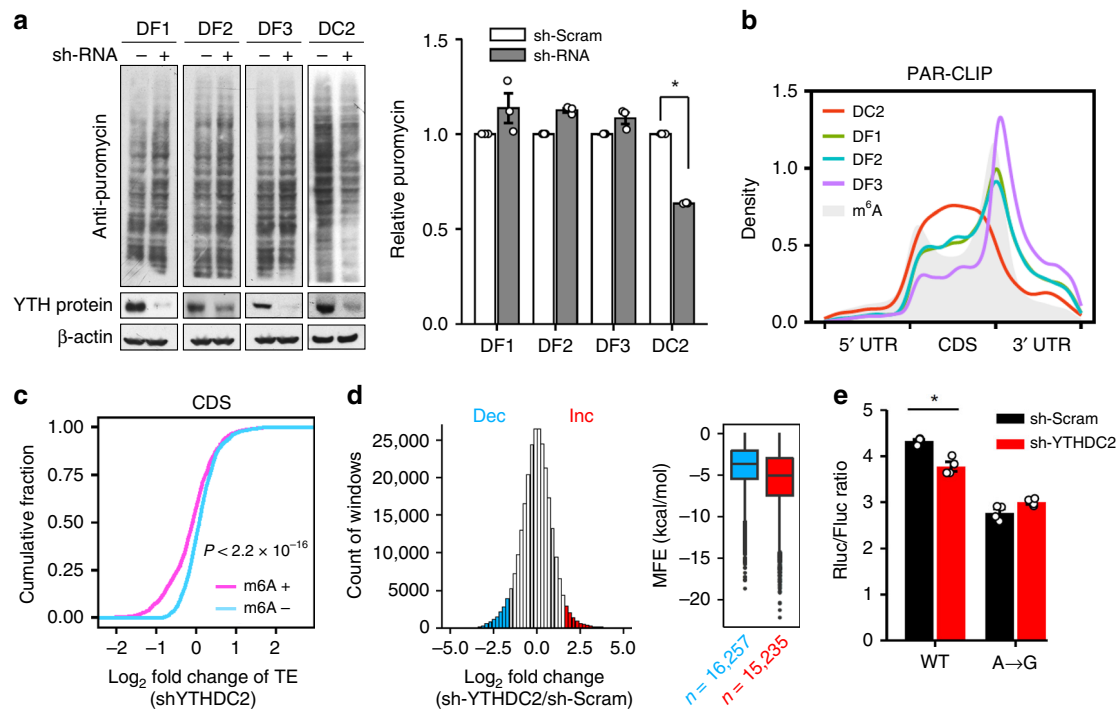 a
DF1 DF2 DF3 DC2
sh-RNA – + – + – + – +
Anti-puromycin
YTH protein
β-actin
1.5
1.0
0.5
0.0
Relative puromycin
sh-Scram
sh-RNA
*
DF1 DF2 DF3 DC2
b
PAR-CLIP
1.5
1.0
0.5
0.0
Density
DC2
DF1
DF2
DF3
m⁶A
5′ UTR CDS 3′ UTR
c
CDS
1.00
0.75
0.50
0.25
0.00
Cumulative fraction
P < 2.2 × 10⁻¹⁶
m6A +
m6A –
–2 –1 0 1 2
Log₂ fold change of TE
(shYTHDC2)
d
Dec Inc
25,000
20,000
15,000
10,000
5000
0
Count of windows
–5.0 –2.5 0.0 2.5 5.0
Log₂ fold change
(sh-YTHDC2/sh-Scram)
0
–5
–10
–15
–20
MFE (kcal/mol)
n = 16,257
n = 15,235
e
5
4
3
2
1
0
Rluc/Fluc ratio
*
sh-Scram
sh-YTHDC2
WT A→G